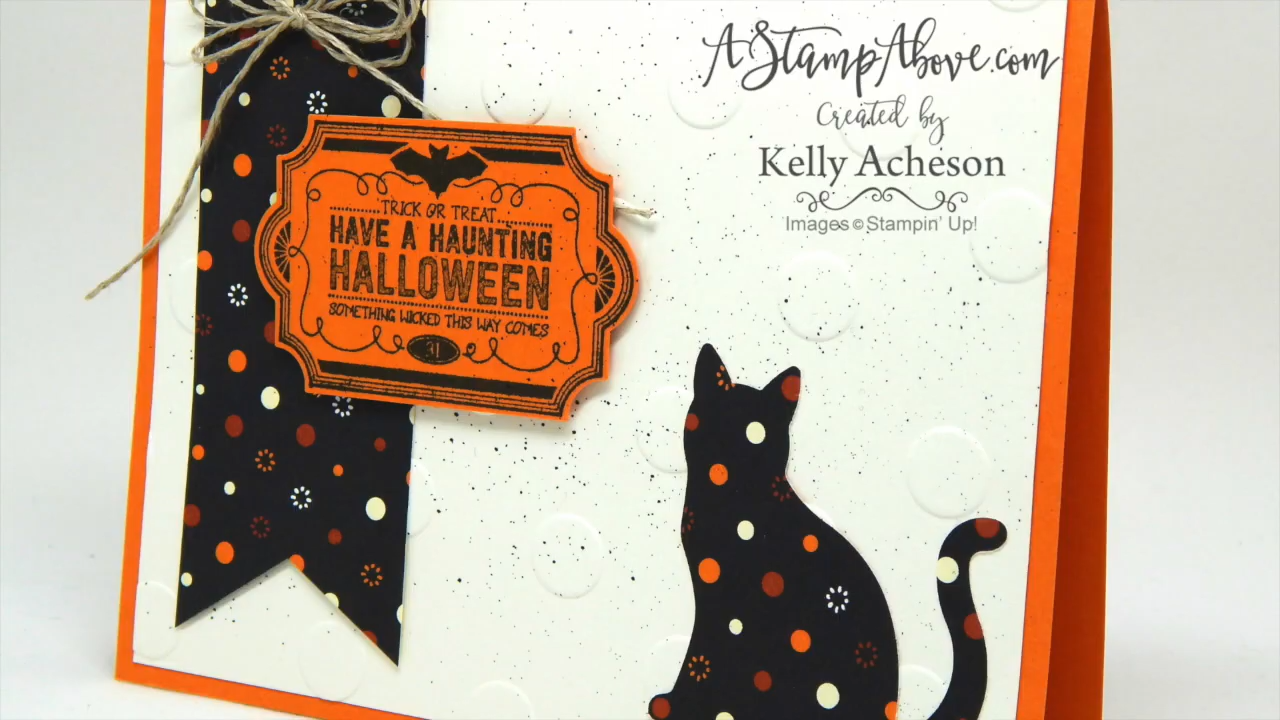 AStampAbove.com
Created by
Kelly Acheson
Images © Stampin' Up!
TRICK OR TREAT
HAVE A HAUNTING
HALLOWEEN
SOMETHING WICKED THIS WAY COMES
31